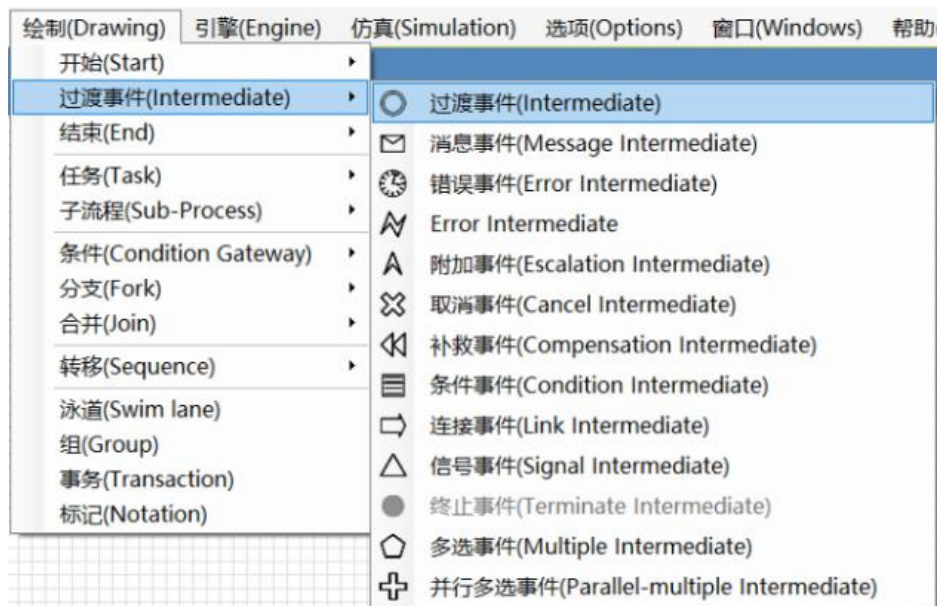 绘制(Drawing) 引擎(Engine) 仿真(Simulation) 选项(Options) 窗口(Windows) 帮助
开始(Start)
过渡事件(Intermediate)
结束(End)
任务(Task)
子流程(Sub-Process)
条件(Condition Gateway)
分支(Fork)
合并(Join)
转移(Sequence)
泳道(Swim lane)
组(Group)
事务(Transaction)
标记(Notation)
过渡事件(Intermediate)
消息事件(Message Intermediate)
错误事件(Error Intermediate)
Error Intermediate
附加事件(Escalation Intermediate)
取消事件(Cancel Intermediate)
补救事件(Compensation Intermediate)
条件事件(Condition Intermediate)
连接事件(Link Intermediate)
信号事件(Signal Intermediate)
终止事件(Terminate Intermediate)
多选事件(Multiple Intermediate)
并行多选事件(Parallel-multiple Intermediate)